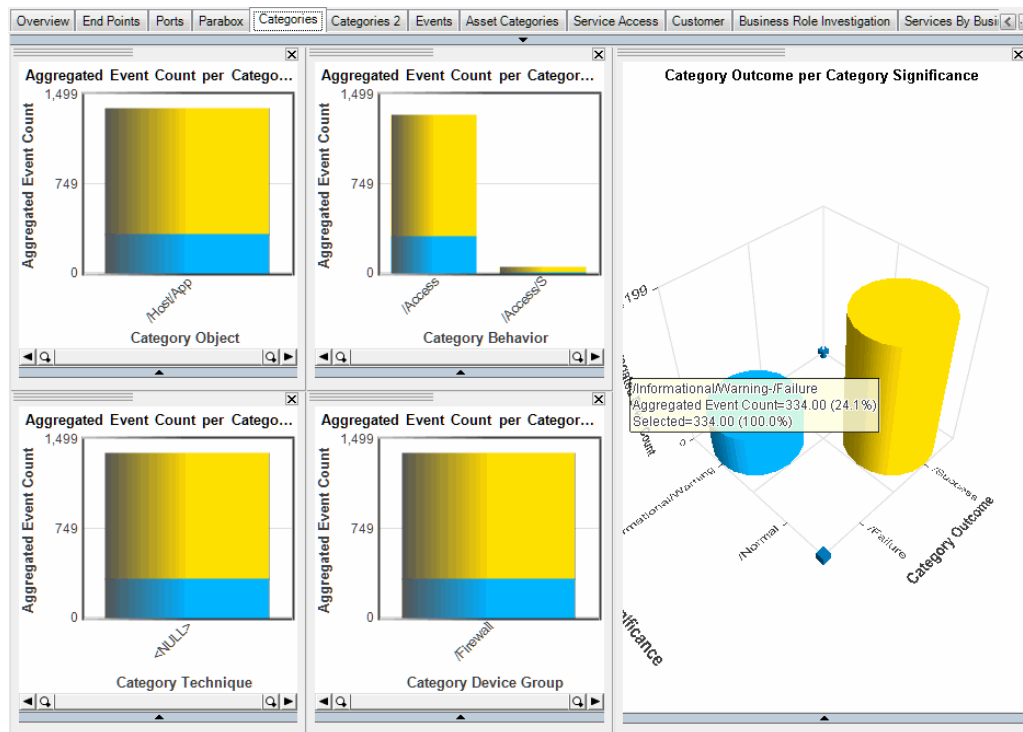 Overview End Points Ports Parabox Categories Categories 2 Events Asset Categories Service Access Customer Business Role Investigation Services By Busi
Aggregated Event Count per Catego...
1,499
749
0
Aggregated Event Count
/Host/App
Category Object
Aggregated Event Count per Categor...
1,499
749
0
Aggregated Event Count
/Access
/Access/S
Category Behavior
Aggregated Event Count per Catego...
1,499
749
0
Aggregated Event Count
<NULL>
Category Technique
Aggregated Event Count per Categor...
1,499
749
0
Aggregated Event Count
/Firewall
Category Device Group
Category Outcome per Category Significance
,199
/Informational/Warning-/Failure
Aggregated Event Count=334.00 (24.1%)
Selected=334.00 (100.0%)
0
rmational/Warning
/Normal
/Failure
/Success
Category Outcome
nificance